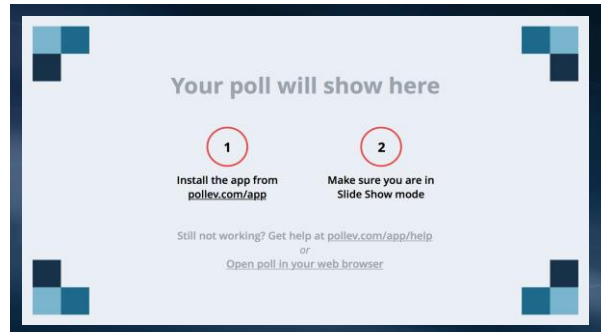 Your poll will show here
1
2
Install the app from
pollev.com/app
Make sure you are in
Slide Show mode
Still not working? Get help at pollev.com/app/help
or
Open poll in your web browser